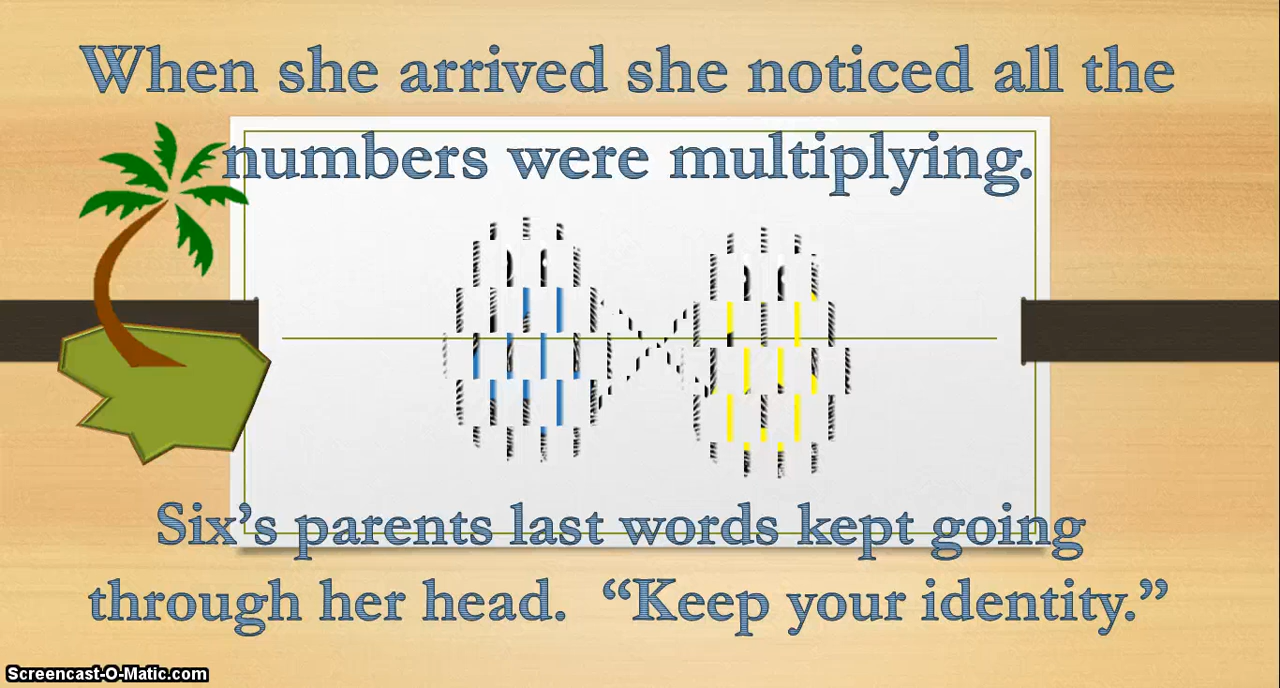 When she arrived she noticed all the
numbers were multiplying.
Six’s parents last words kept going
through her head. “Keep your identity.”
Screencast-O-Matic.com